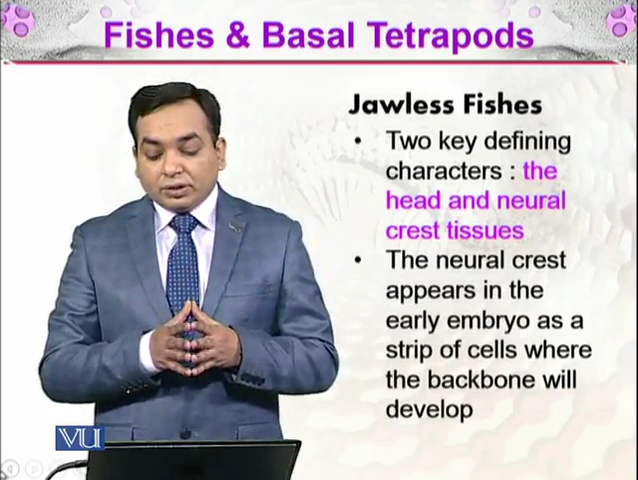 Fishes & Basal Tetrapods
Jawless Fishes
• Two key defining
characters : the
head and neural
crest tissues
• The neural crest
appears in the
early embryo as a
strip of cells where
the backbone will
develop
VU